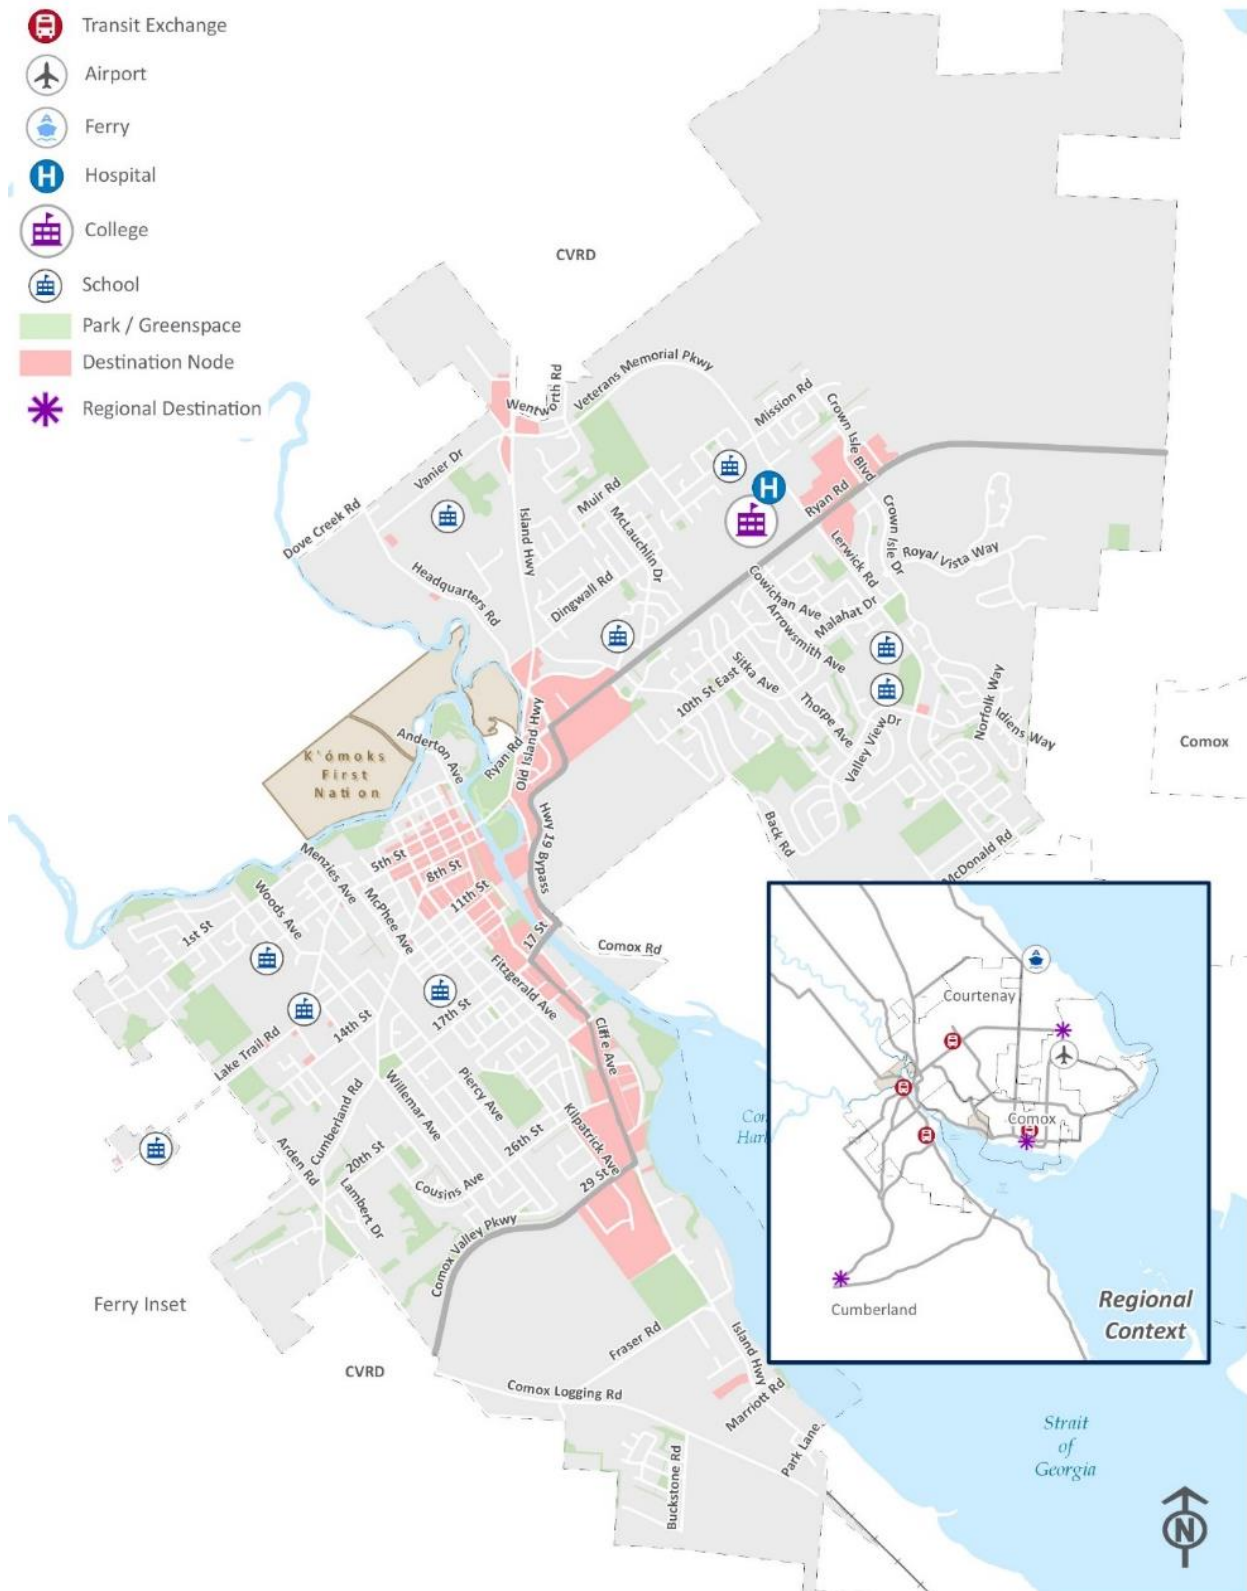 Transit Exchange
Airport
Ferry
H
Hospital
College
School
Park / Greenspace
Destination Node
Regional Destination
CVRD
Wentworth Rd
Veterans Memorial Pkwy
Mission Rd
Crown Isle Blvd
Vanier Dr
Muir Rd
H
Ryan Rd
Dove Creek Rd
Island Hwy
McLauchlin Dr
Crown Isle Dr
Royal Vista Way
Lerwick Rd
Headquarters Rd
Dingwall Rd
Cowichan Ave
Malahat Dr
Arrowsmith Ave
Sitka Ave
10th St East
Thorpe Ave
Norfolk Way
Idiens Way
Valley View Dr
Comox
Anderton Ave
Ryan Rd
Old Island Hwy
K'ómoks
First
Nation
Hwy 19 Bypass
Back Rd
McDonald Rd
Menzies Ave
5th St
8th St
11th St
McPhee Ave
Woods Ave
1st St
17 St
Comox Rd
Fitzgerald Ave
17th St
14th St
Lake Trail Rd
Cliffe Ave
Piercy Ave
Willemar Ave
Cumberland Rd
Kilpatrick Ave
26th St
20th St
Arden Rd
Lambert Dr
Cousins Ave
29 St
Comox Valley Pkwy
Ferry Inset
CVRD
Fraser Rd
Island Hwy
Comox Logging Rd
Marriott Rd
Park Lane
Buckstone Rd
Courtenay
Comox
Cumberland
Regional
Context
Strait
of
Georgia
N